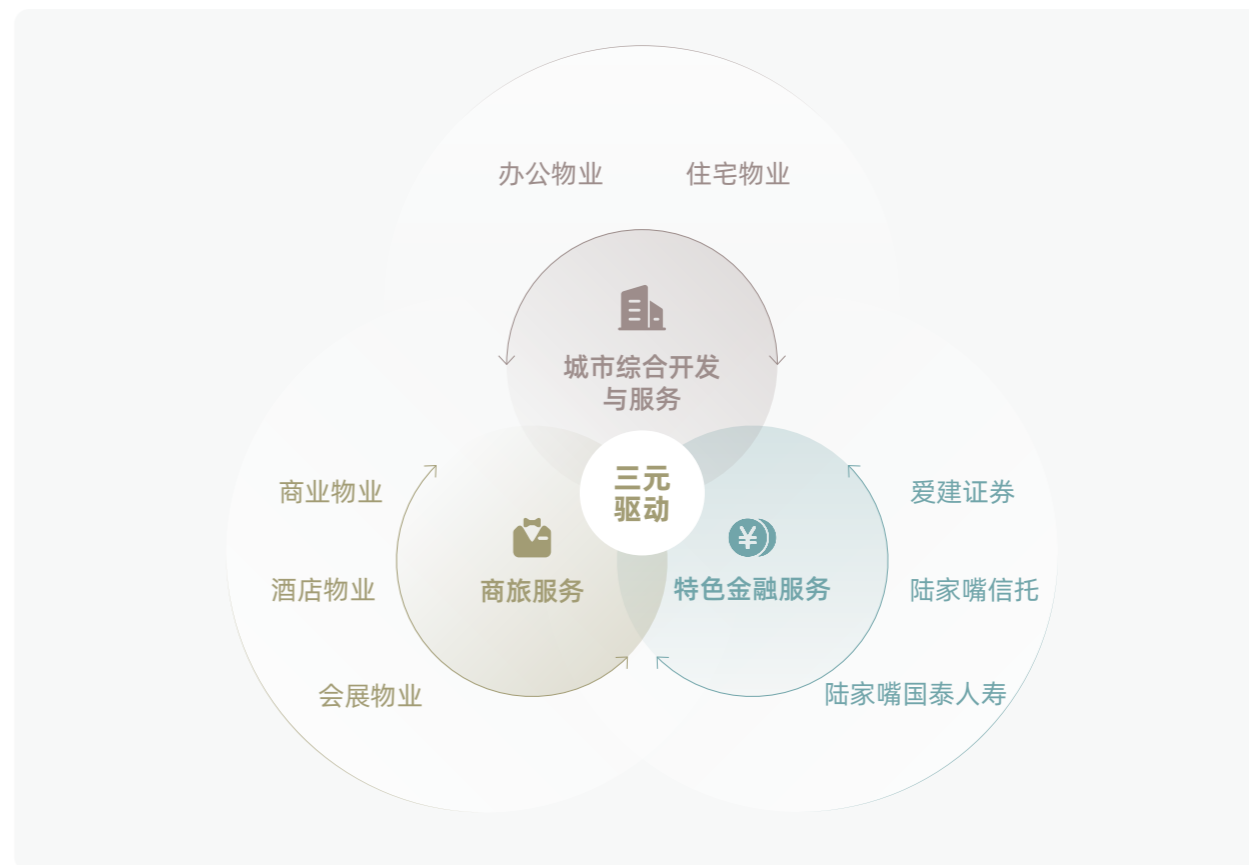 办公物业
住宅物业
城市综合开发
与服务
三元
驱动
商业物业
酒店物业
会展物业
商旅服务
特色金融服务
爱建证券
陆家嘴信托
陆家嘴国泰人寿